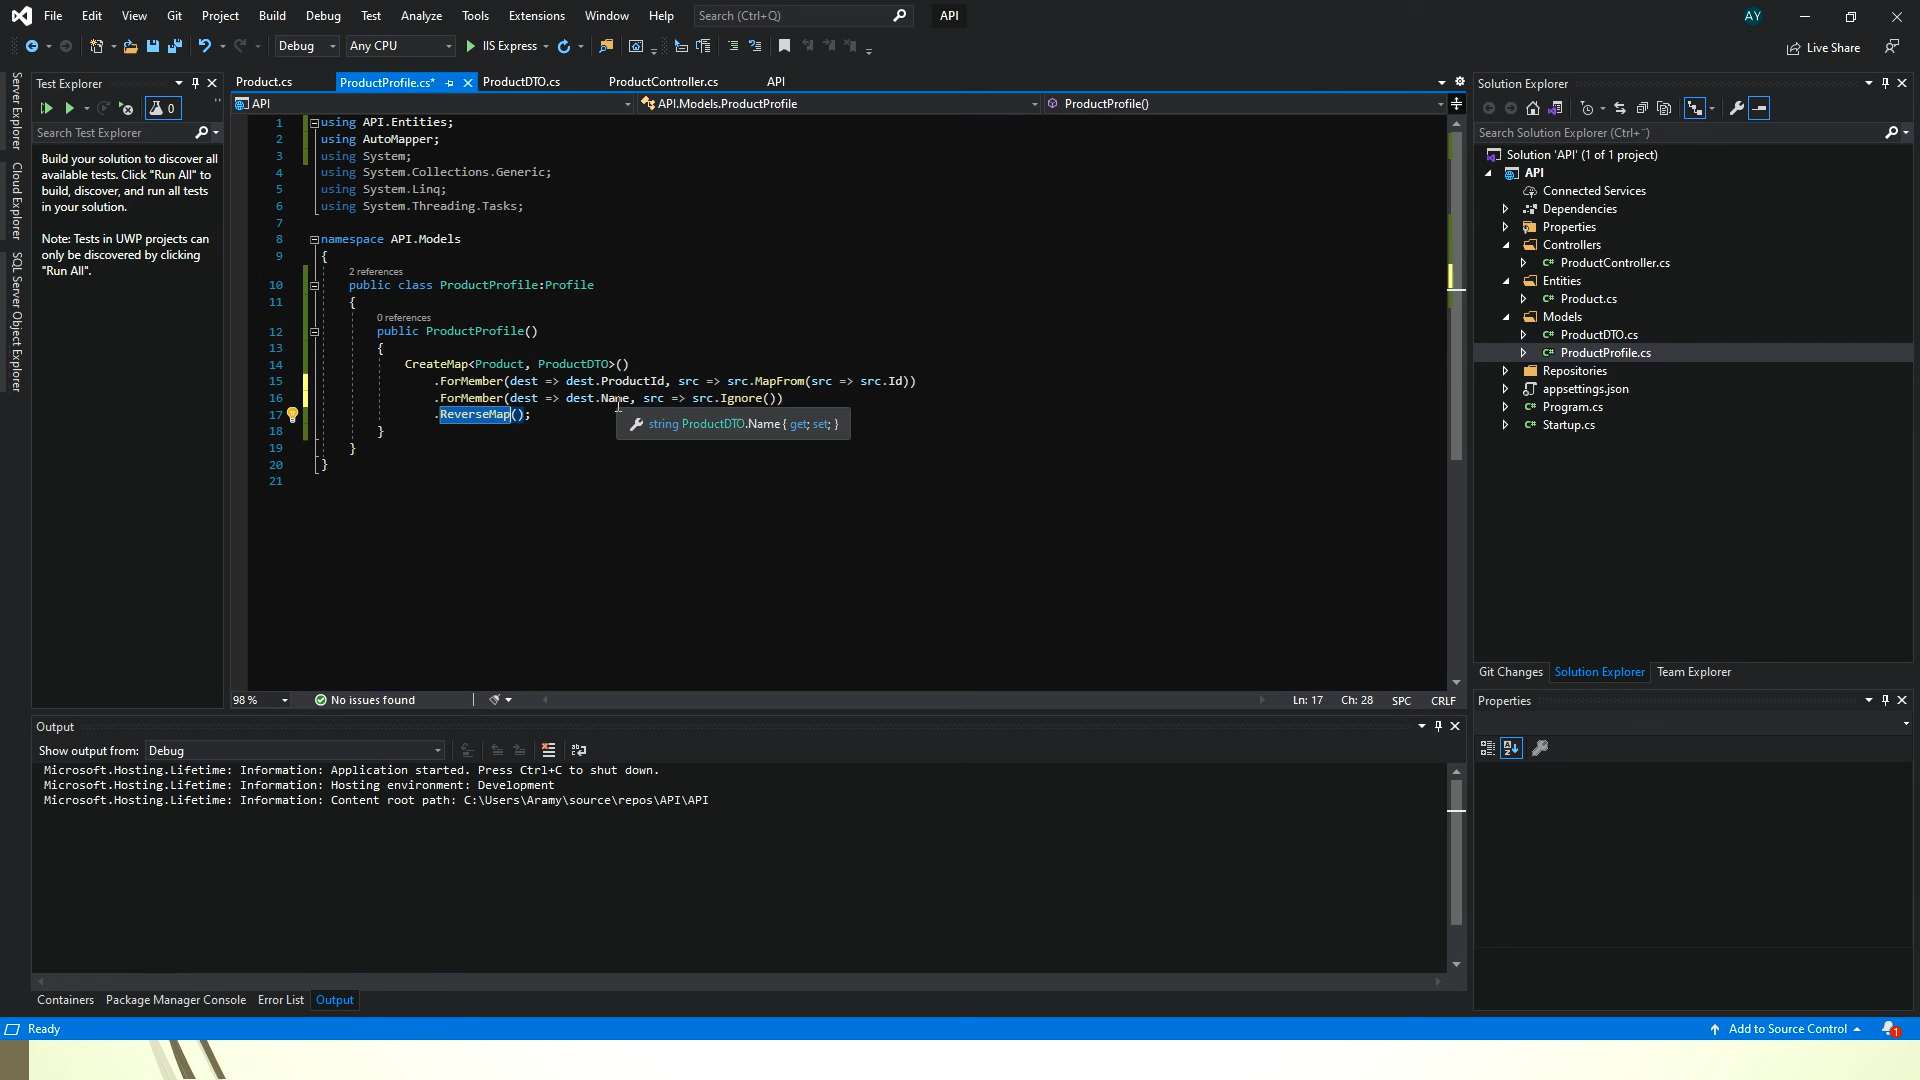 File Edit View Git Project Build Debug Test Analyze Tools Extensions Window Help Search (Ctrl+Q) API AY
Debug Any CPU IIS Express Live Share
Server Explorer
Cloud Explorer
SQL Server Object Explorer
Test Explorer
0
Search Test Explorer
Build your solution to discover all
available tests. Click "Run All" to
build, discover, and run all tests
in your solution.
Note: Tests in UWP projects can
only be discovered by clicking
"Run All".
Product.cs ProductProfile.cs* ProductDTO.cs ProductController.cs API
API API.Models.ProductProfile ProductProfile()
1 using API.Entities;
2 using AutoMapper;
3 using System;
4 using System.Collections.Generic;
5 using System.Linq;
6 using System.Threading.Tasks;
7
8 namespace API.Models
9 {
2 references
10 public class ProductProfile:Profile
11 {
0 references
12 public ProductProfile()
13 {
14 CreateMap<Product, ProductDTO>()
15 .ForMember(dest => dest.ProductId, src => src.MapFrom(src => src.Id))
16 .ForMember(dest => dest.Name, src => src.Ignore())
17 .ReverseMap();
string ProductDTO.Name { get; set; }
18 }
19 }
20 }
21
98 % No issues found Ln: 17 Ch: 28 SPC CRLF
Solution Explorer
Search Solution Explorer (Ctrl+¨)
Solution 'API' (1 of 1 project)
API
Connected Services
Dependencies
Properties
Controllers
C# ProductController.cs
Entities
C# Product.cs
Models
C# ProductDTO.cs
C# ProductProfile.cs
Repositories
appsettings.json
C# Program.cs
C# Startup.cs
Git Changes Solution Explorer Team Explorer
Properties
Output
Show output from: Debug
Microsoft.Hosting.Lifetime: Information: Application started. Press Ctrl+C to shut down.
Microsoft.Hosting.Lifetime: Information: Hosting environment: Development
Microsoft.Hosting.Lifetime: Information: Content root path: C:\Users\Aramy\source\repos\API\API
Containers Package Manager Console Error List Output
Ready Add to Source Control 1